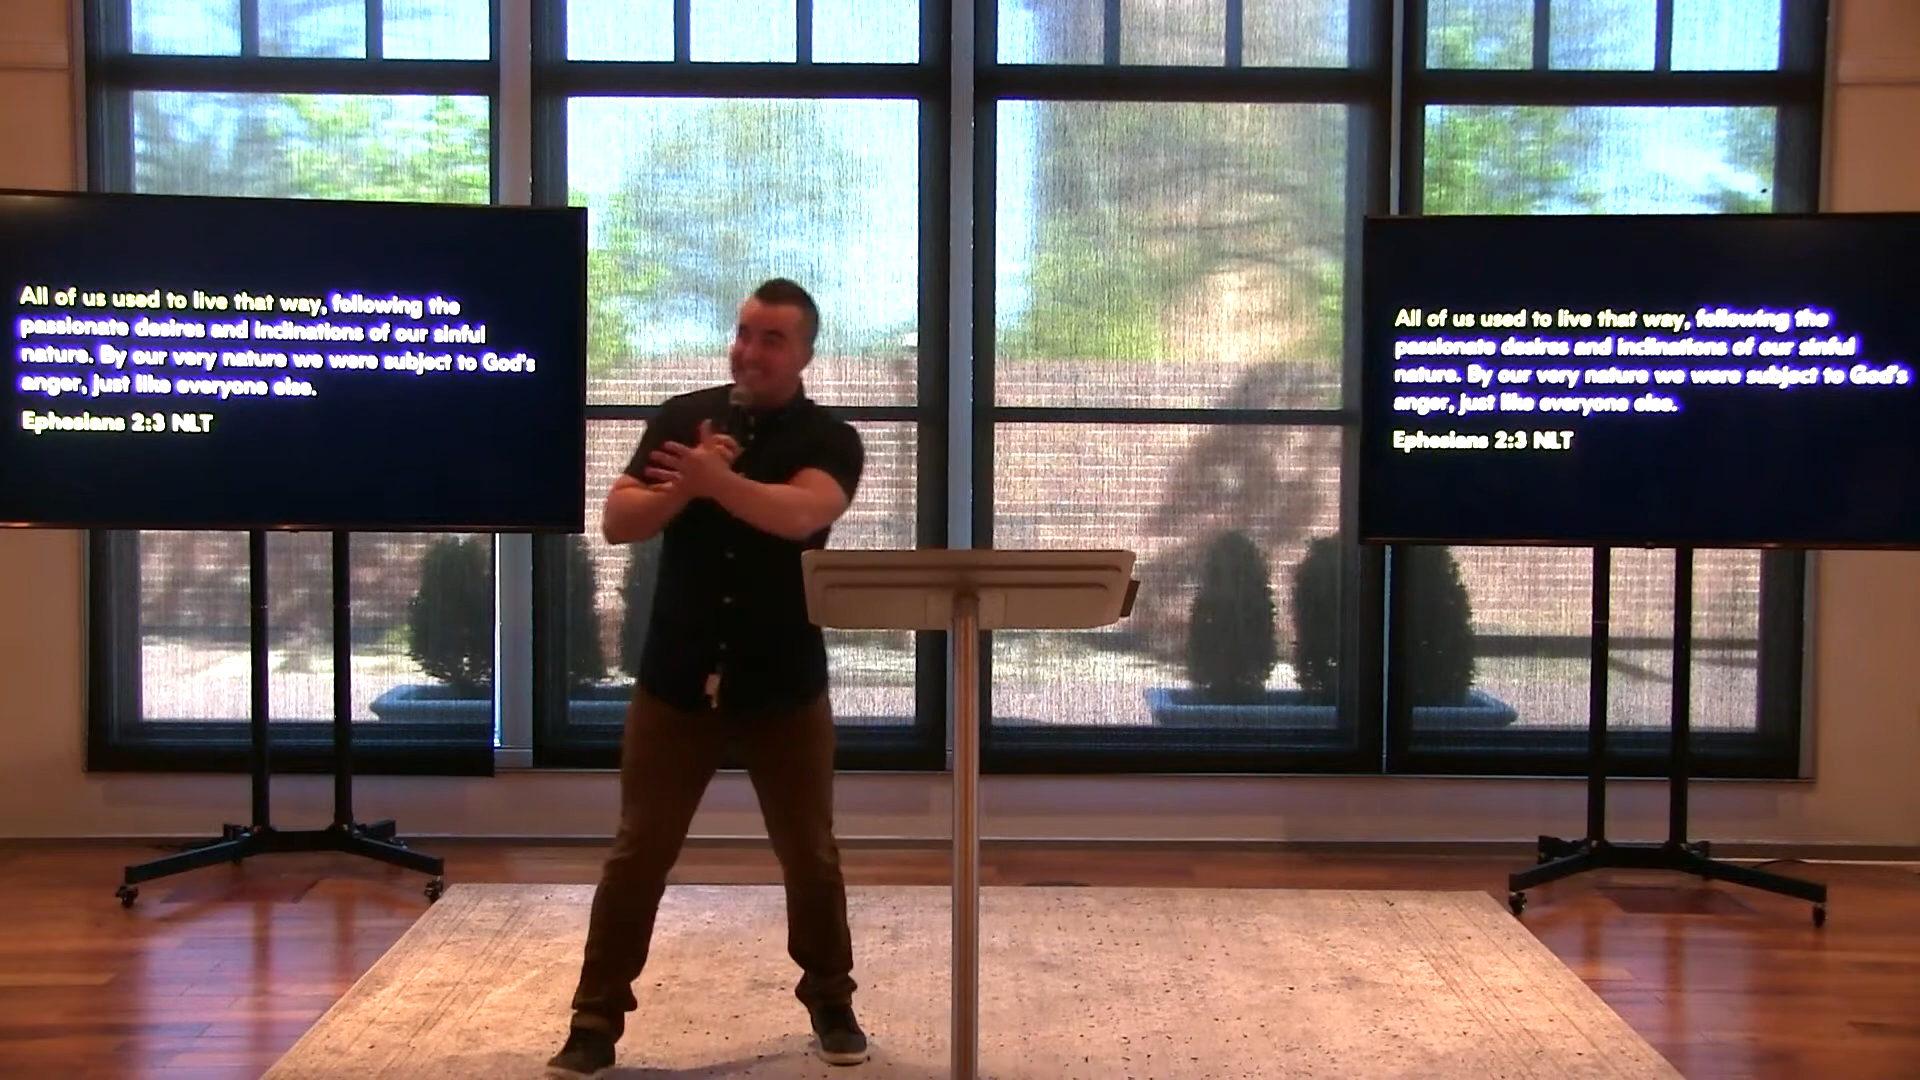 All of us used to live that way, following the
passionate desires and inclinations of our sinful
nature. By our very nature we were subject to God's
anger, just like everyone else.
Ephesians 2:3 NLT
All of us used to live that way, following the
passionate desires and inclinations of our sinful
nature. By our very nature we were subject to God's
anger, just like everyone else.
Ephesians 2:3 NLT